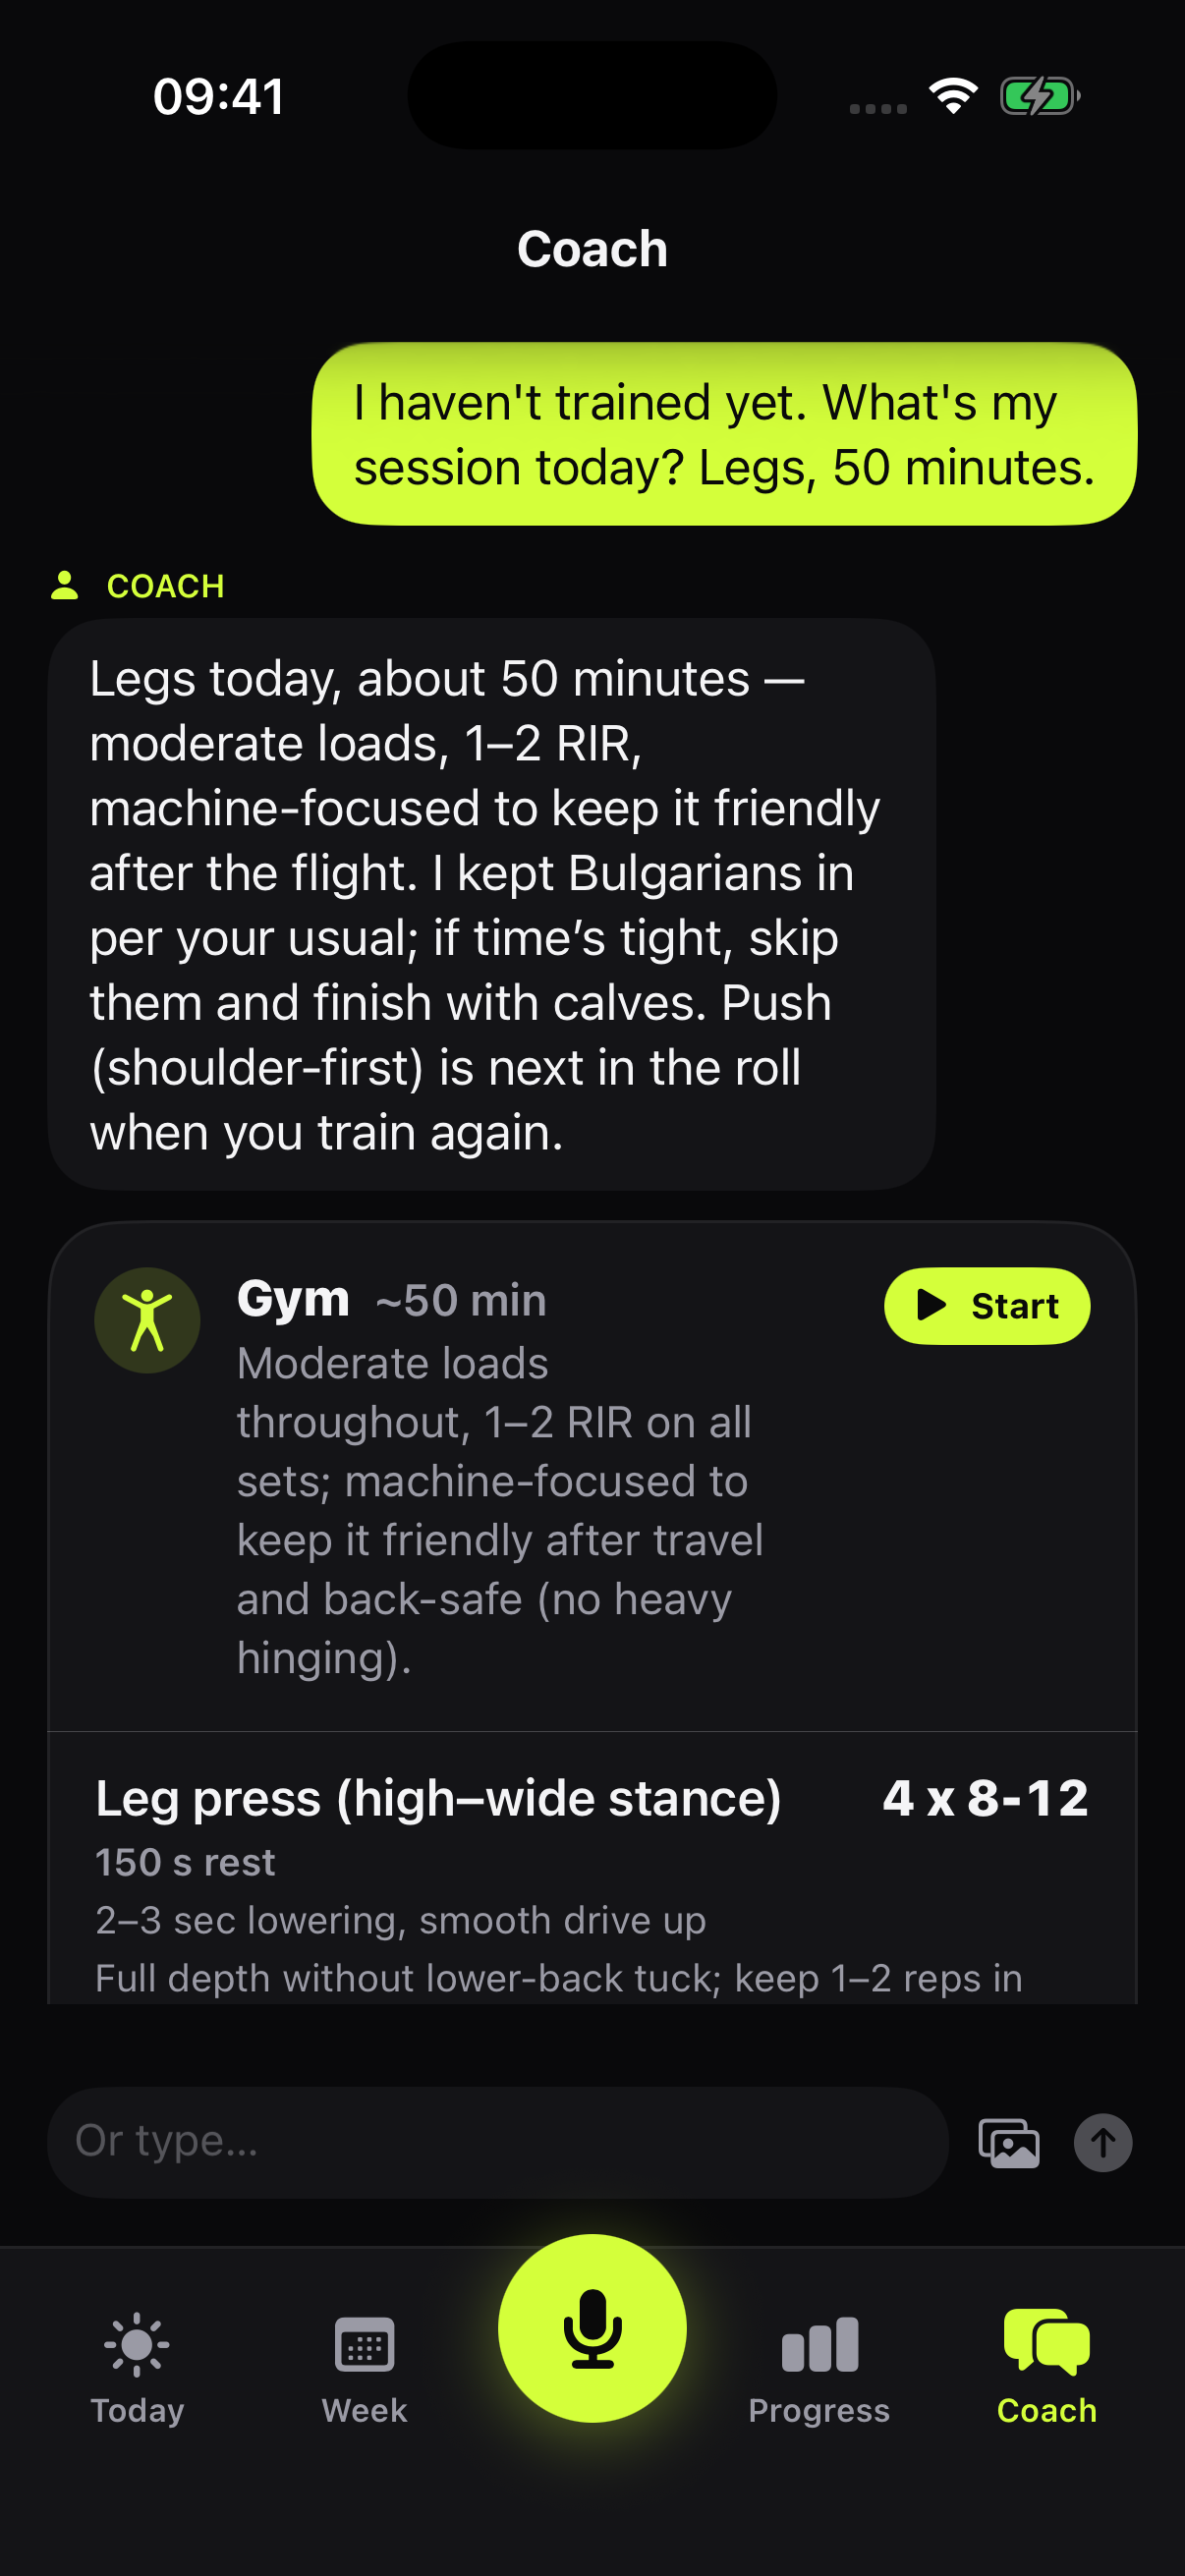 09:41
Coach
I haven't trained yet. What's my
session today? Legs, 50 minutes.
COACH
Legs today, about 50 minutes —
moderate loads, 1–2 RIR,
machine-focused to keep it friendly
after the flight. I kept Bulgarians in
per your usual; if time’s tight, skip
them and finish with calves. Push
(shoulder-first) is next in the roll
when you train again.
Gym ~50 min
Start
Moderate loads
throughout, 1–2 RIR on all
sets; machine-focused to
keep it friendly after travel
and back-safe (no heavy
hinging).
Leg press (high–wide stance) 4 x 8-12
150 s rest
2–3 sec lowering, smooth drive up
Full depth without lower-back tuck; keep 1–2 reps in
Or type...
Today
Week
Progress
Coach